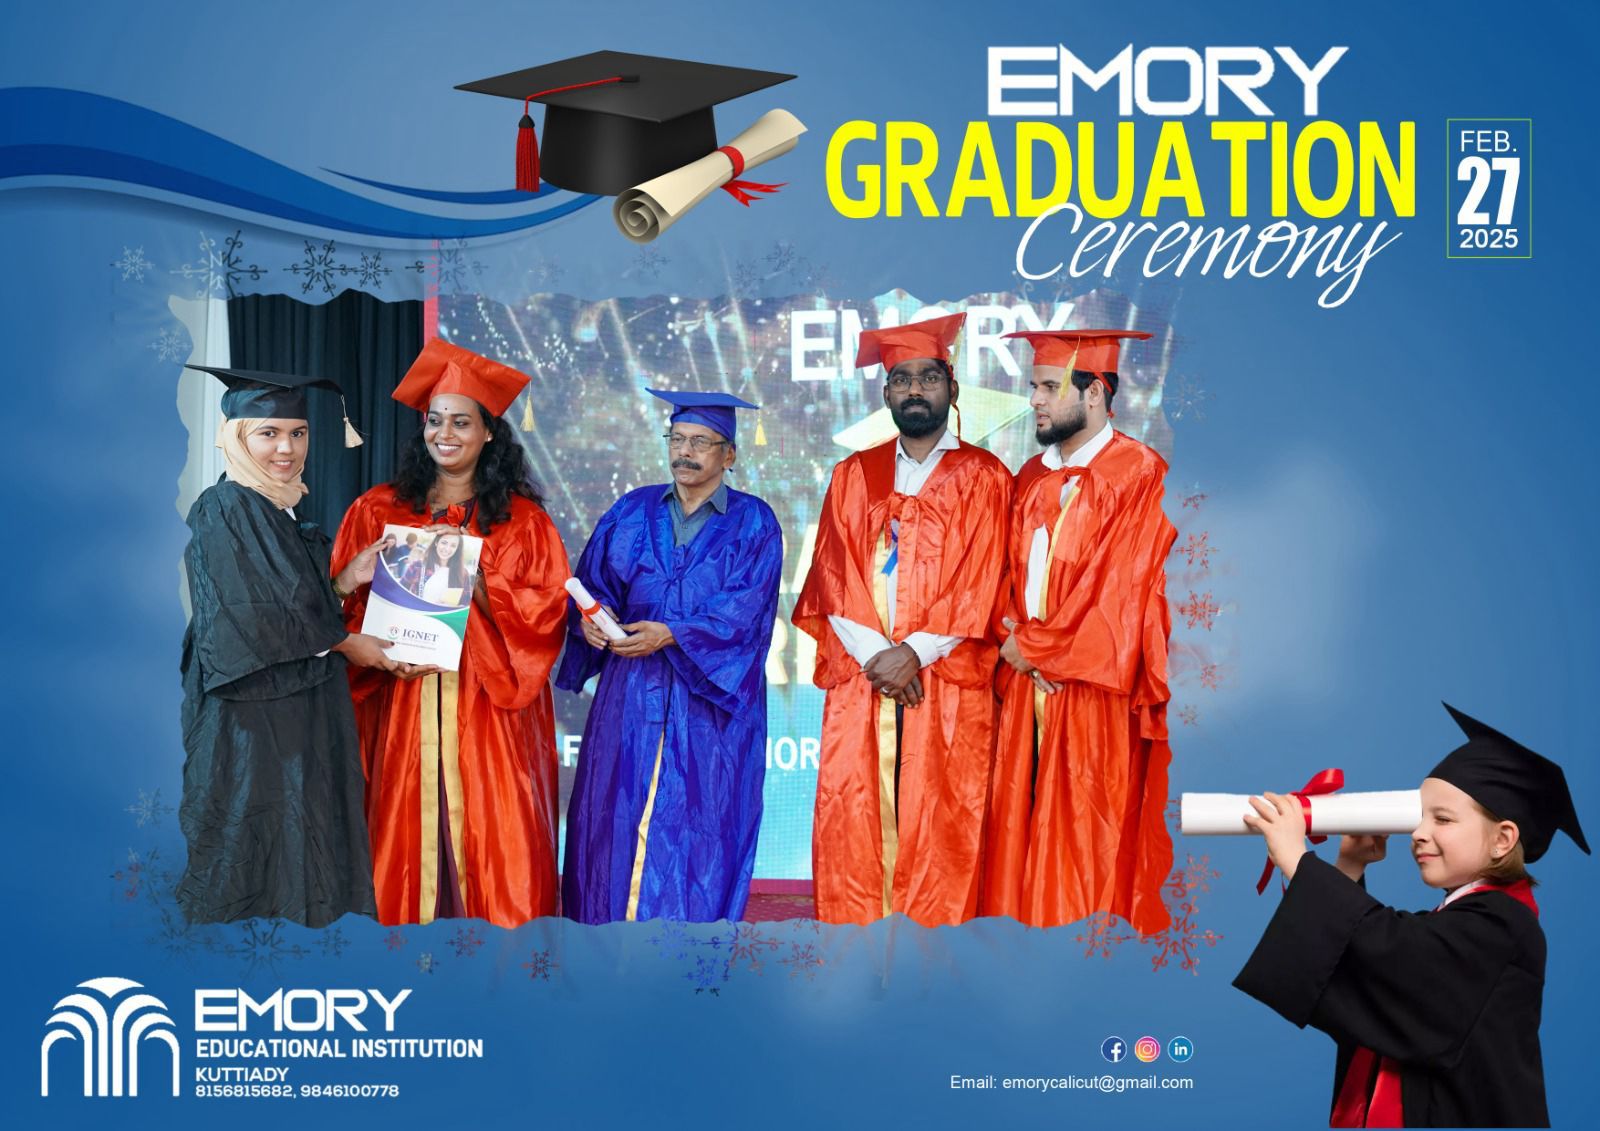 EMORY
GRADUATION
Ceremony
FEB.
27
2025
EMORY
IGNET
EMORY
EDUCATIONAL INSTITUTION
KUTTIADY
8156815682, 9846100778
Email: emorycalicut@gmail.com